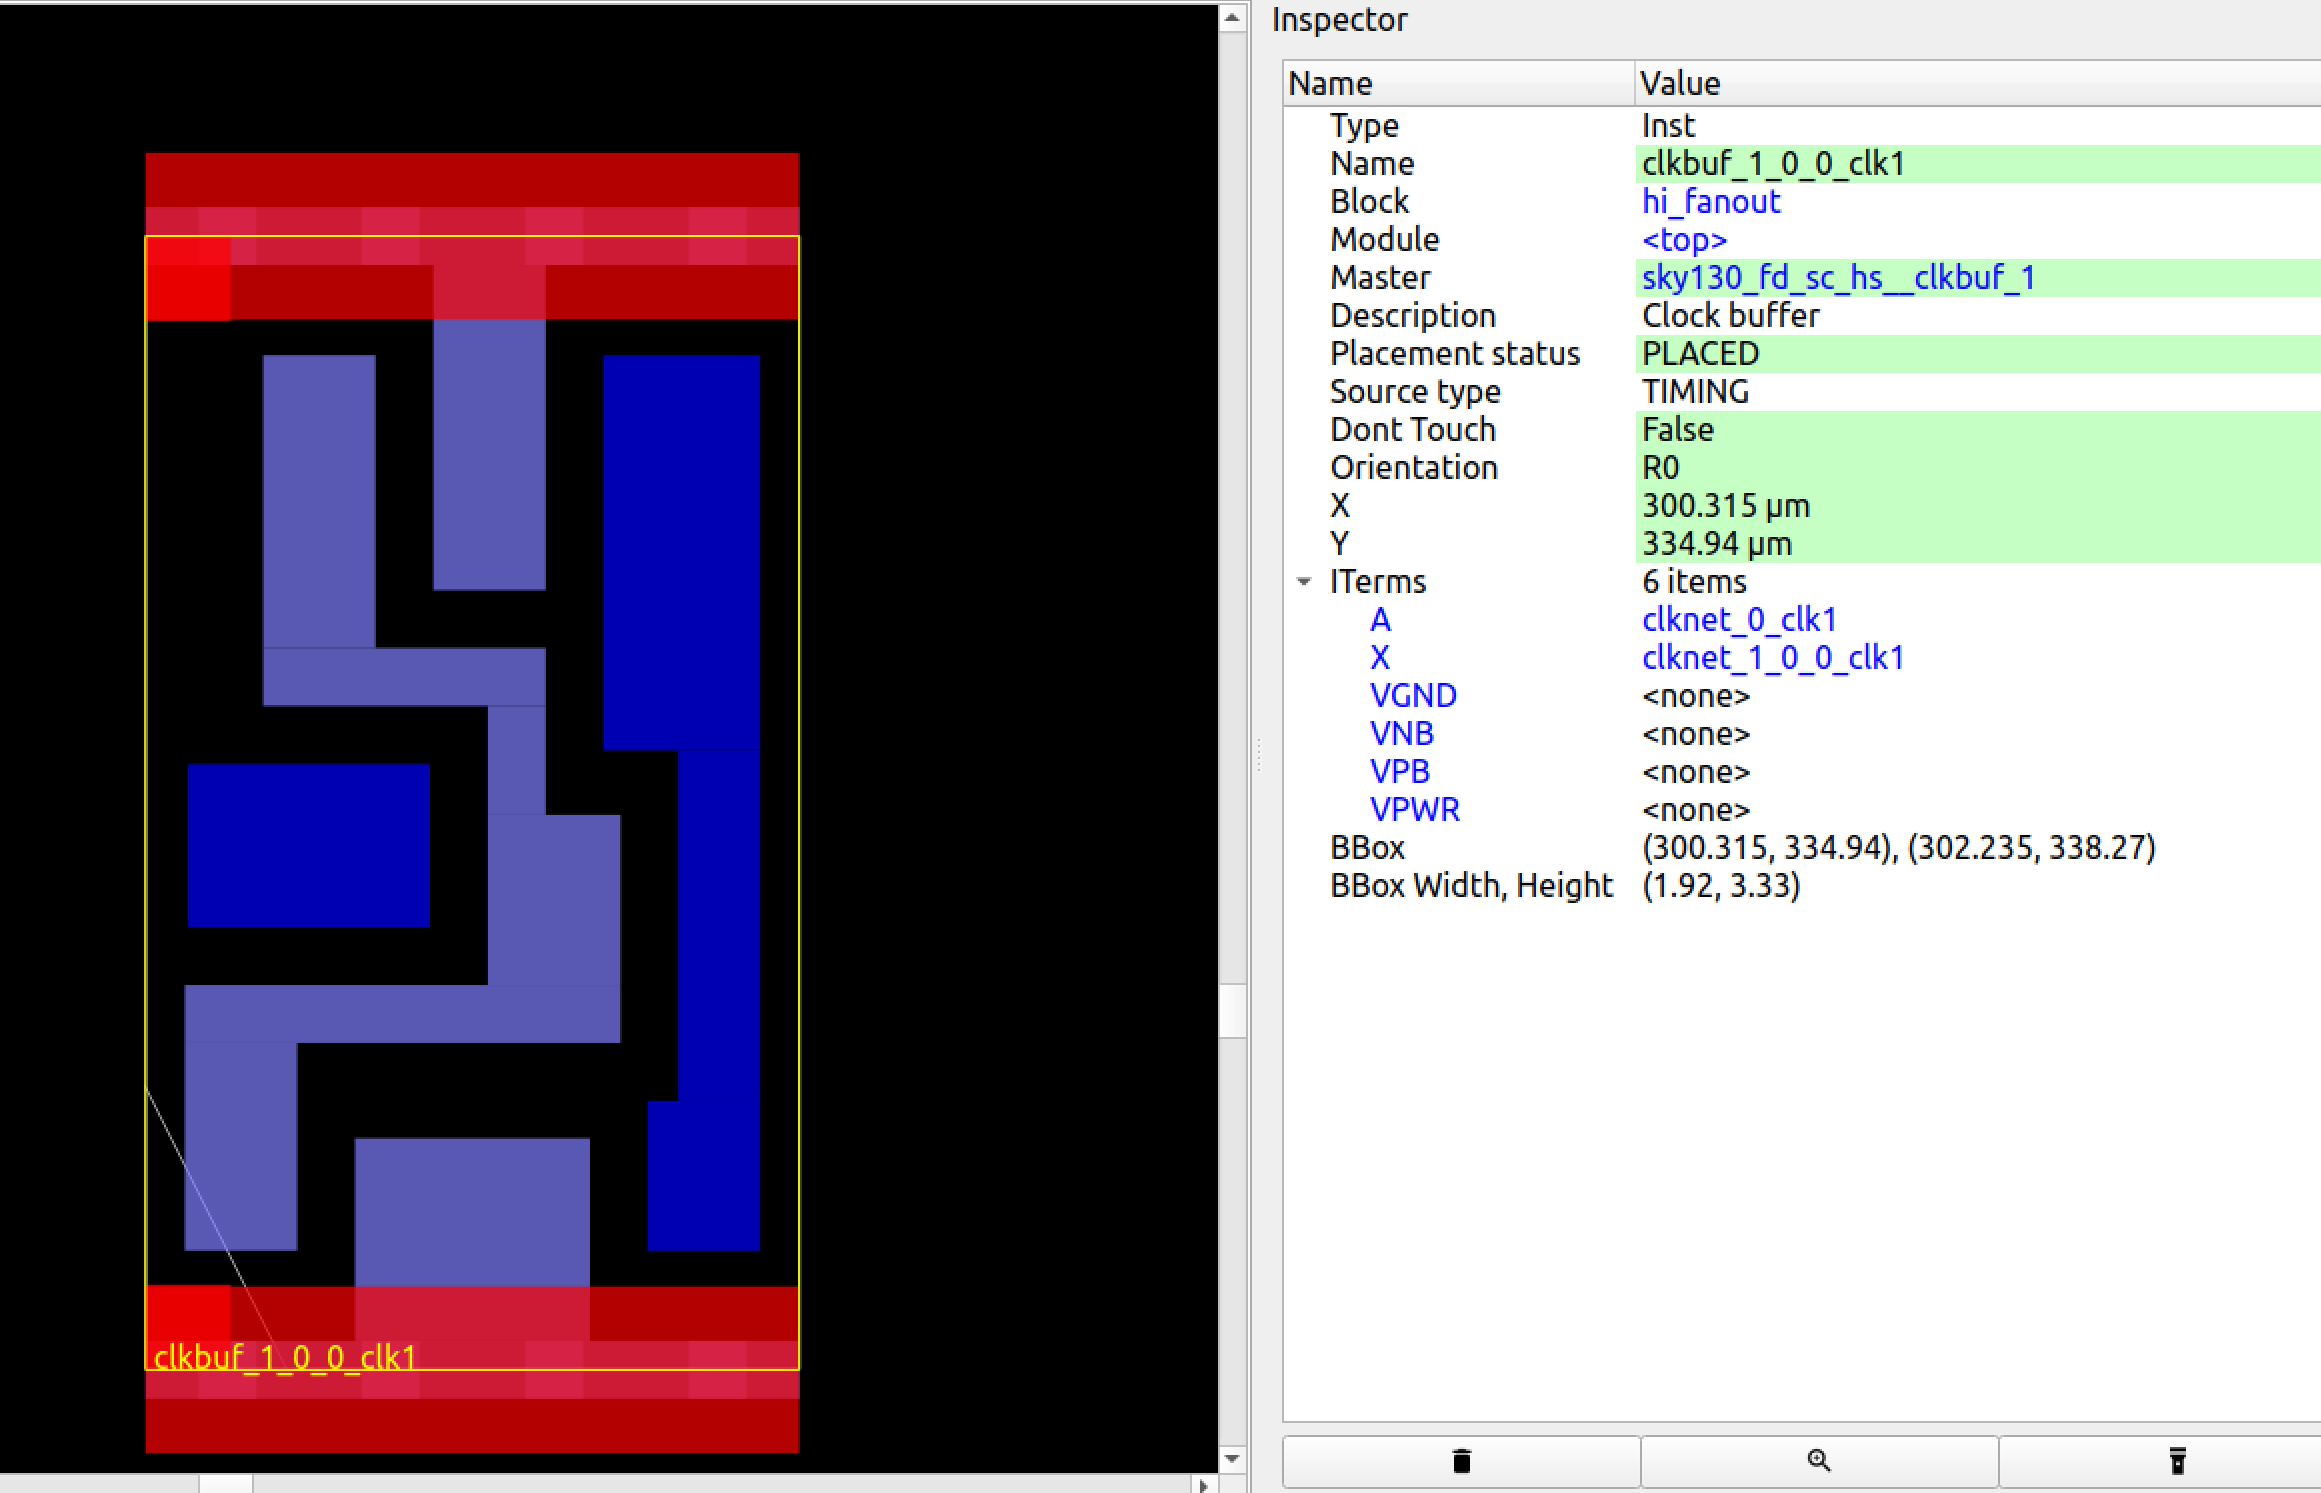 Inspector
Name Value
Type Inst
Name clkbuf_1_0_0_clk1
Block hi_fanout
Module <top>
Master sky130_fd_sc_hs__clkbuf_1
Description Clock buffer
Placement status PLACED
Source type TIMING
Dont Touch False
Orientation R0
X 300.315 μm
Y 334.94 μm
ITerms 6 items
A clknet_0_clk1
X clknet_1_0_0_clk1
VGND <none>
VNB <none>
VPB <none>
VPWR <none>
BBox (300.315, 334.94), (302.235, 338.27)
BBox Width, Height (1.92, 3.33)
clkbuf_1_0_0_clk1